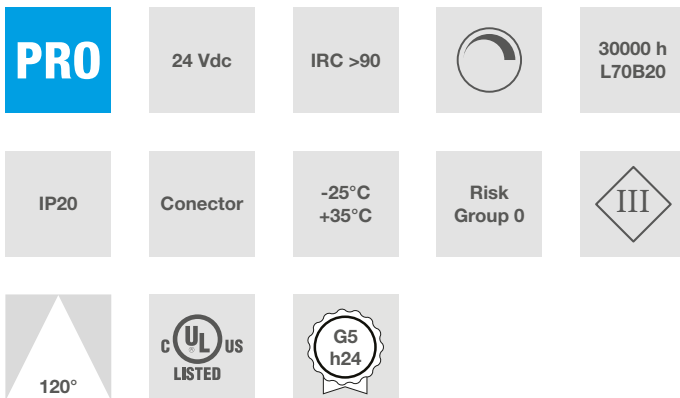 PRO
24 Vdc
IRC >90
30000 h
L70B20
IP20
Conector
-25°C
+35°C
Risk
Group 0
III
120°
c UL US
®
LISTED
G5
h24